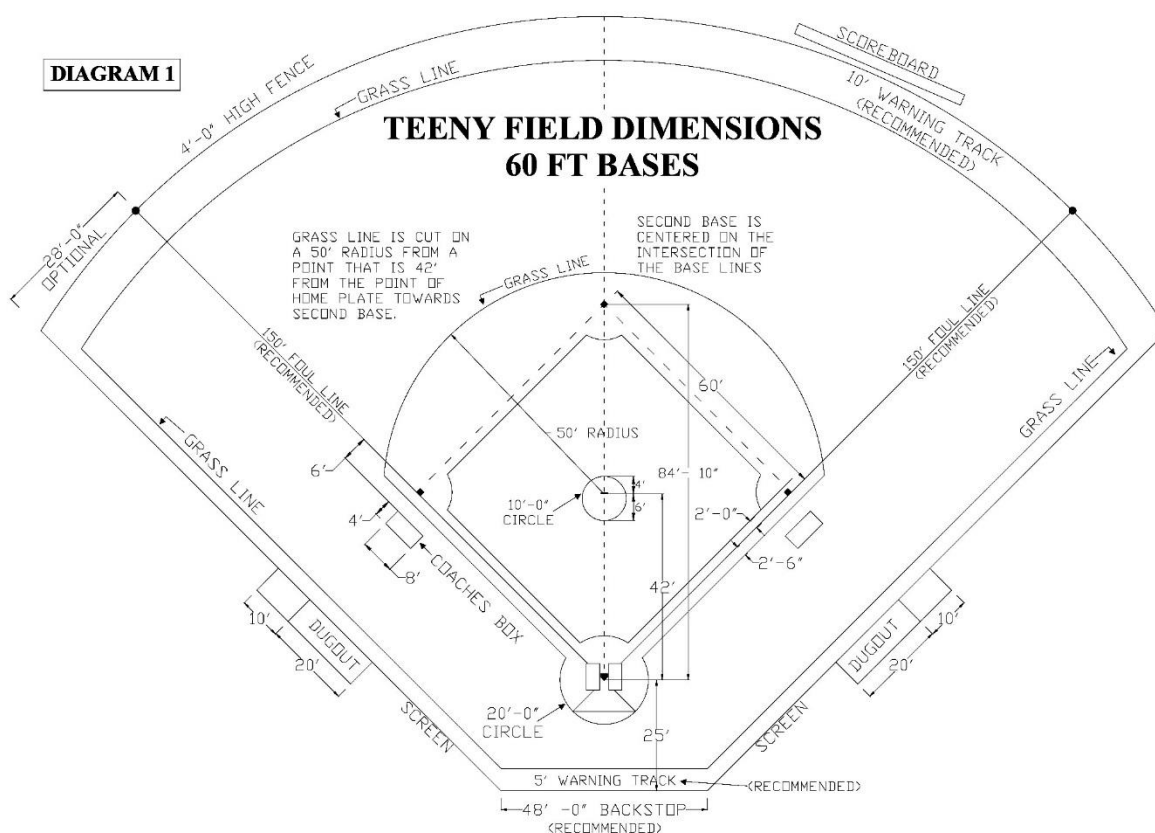 SCOREBOARD
DIAGRAM 1
4'-0" HIGH FENCE
GRASS LINE
10' WARNING TRACK
(RECOMMENDED)
TEENY FIELD DIMENSIONS
60 FT BASES
28'-0"
OPTIONAL
GRASS LINE IS CUT ON
A 50' RADIUS FROM A
POINT THAT IS 42'
FROM THE POINT OF
HOME PLATE TOWARDS
SECOND BASE.
SECOND BASE IS
CENTERED ON THE
INTERSECTION OF
THE BASE LINES
GRASS LINE
150' FOUL LINE
(RECOMMENDED)
150' FOUL LINE
(RECOMMENDED)
60'
GRASS LINE
GRASS LINE
50' RADIUS
6'
84'- 10"
4'
6'
10'-0"
CIRCLE
4'
8'
COACHES BOX
2'-0"
2'-6"
42'
10'
DUGOUT
20'
10'
DUGOUT
20'
20'-0"
CIRCLE
25'
SCREEN
SCREEN
5' WARNING TRACK
(RECOMMENDED)
48' -0" BACKSTOP
(RECOMMENDED)